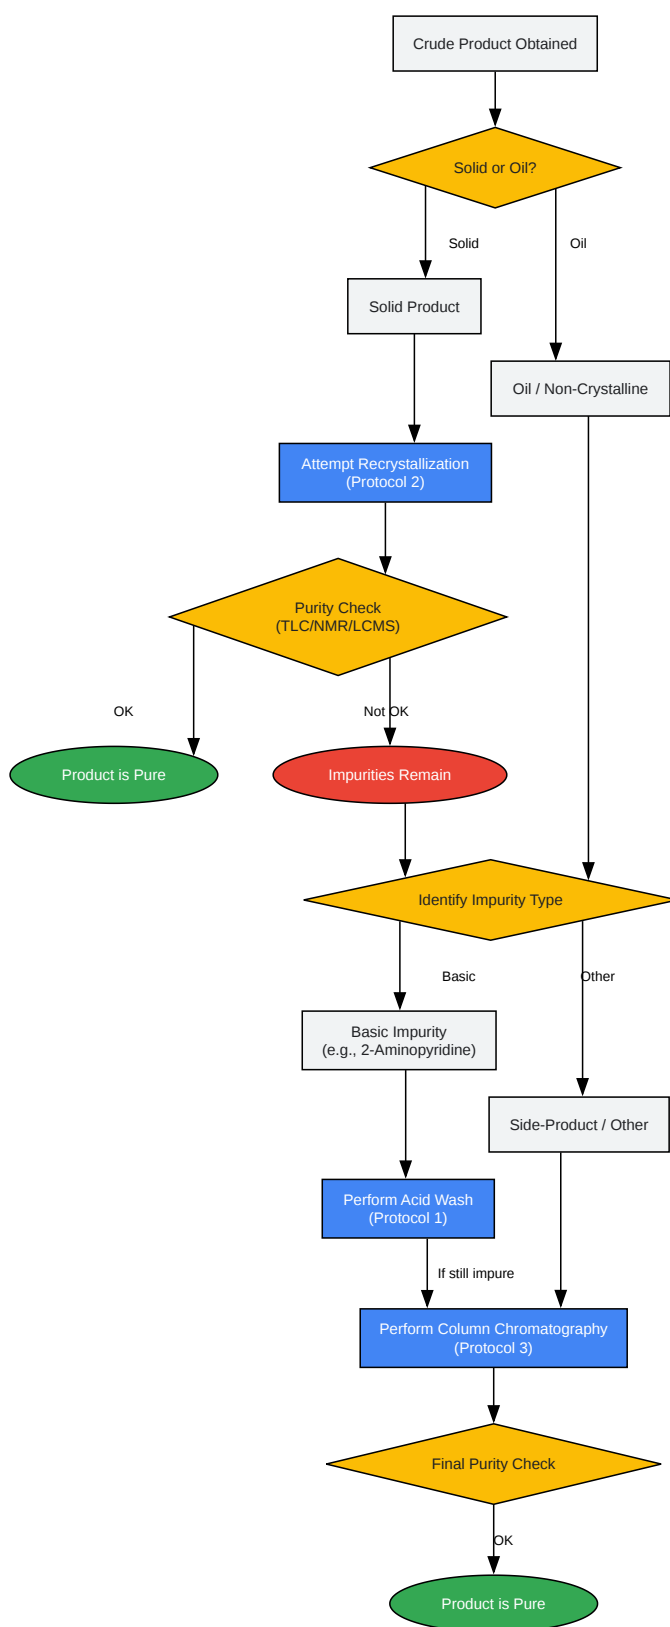 Crude Product Obtained
Solid or Oil?
Solid
Oil
Solid Product
Oil / Non-Crystalline
Attempt Recrystallization
(Protocol 2)
Purity Check
(TLC/NMR/LCMS)
OK
Not OK
Product is Pure
Impurities Remain
Identify Impurity Type
Basic
Other
Basic Impurity
(e.g., 2-Aminopyridine)
Side-Product / Other
Perform Acid Wash
(Protocol 1)
If still impure
Perform Column Chromatography
(Protocol 3)
Final Purity Check
OK
Product is Pure